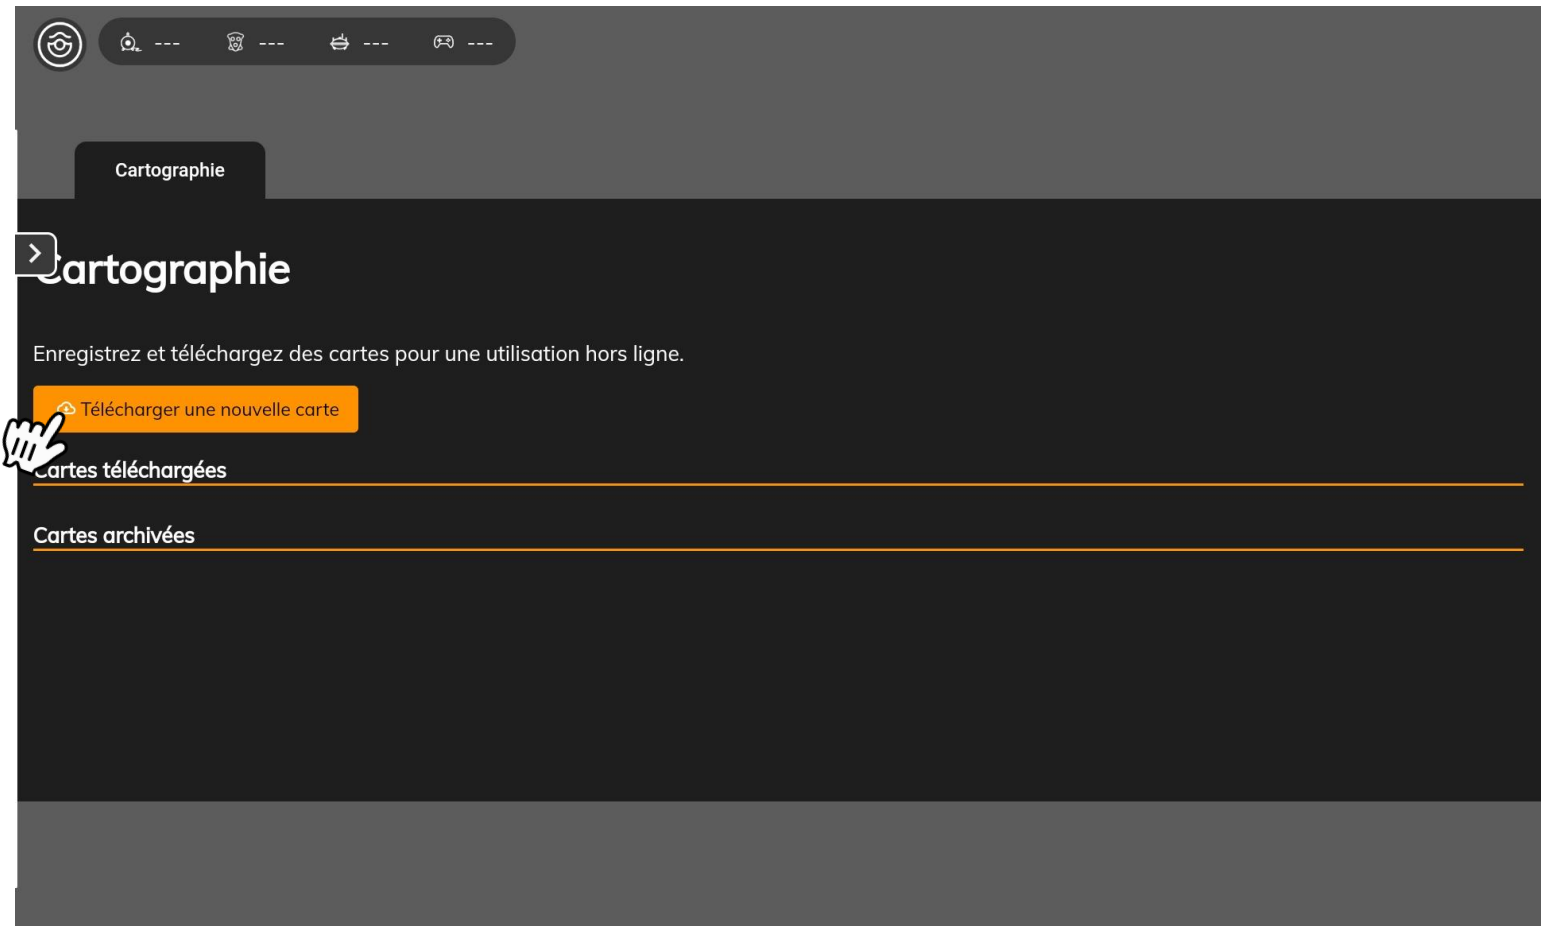 --- --- --- ---
Cartographie
Cartographie
Enregistrez et téléchargez des cartes pour une utilisation hors ligne.
Télécharger une nouvelle carte
Cartes téléchargées
Cartes archivées